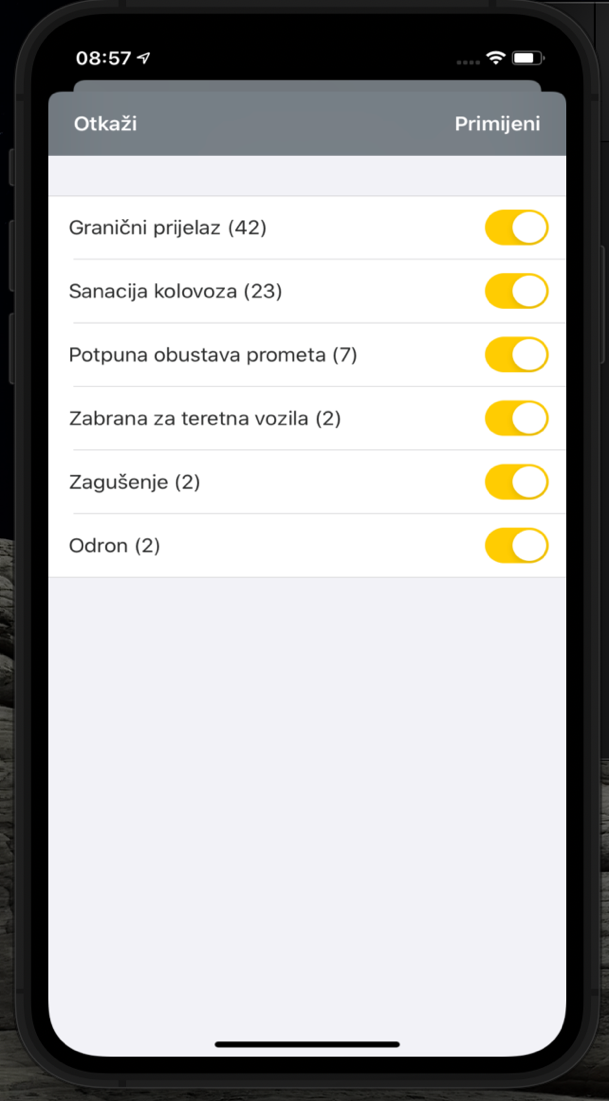 08:57
Otkaži Primijeni
Granični prijelaz (42)
Sanacija kolovoza (23)
Potpuna obustava prometa (7)
Zabrana za teretna vozila (2)
Zagušenje (2)
Odron (2)